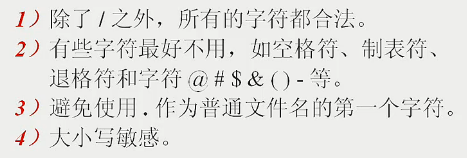 1）除了 / 之外，所有的字符都合法。
2）有些字符最好不用，如空格符、制表符、
退格符和字符 @ # $ & ( ) - 等。
3）避免使用 . 作为普通文件名的第一个字符。
4）大小写敏感。